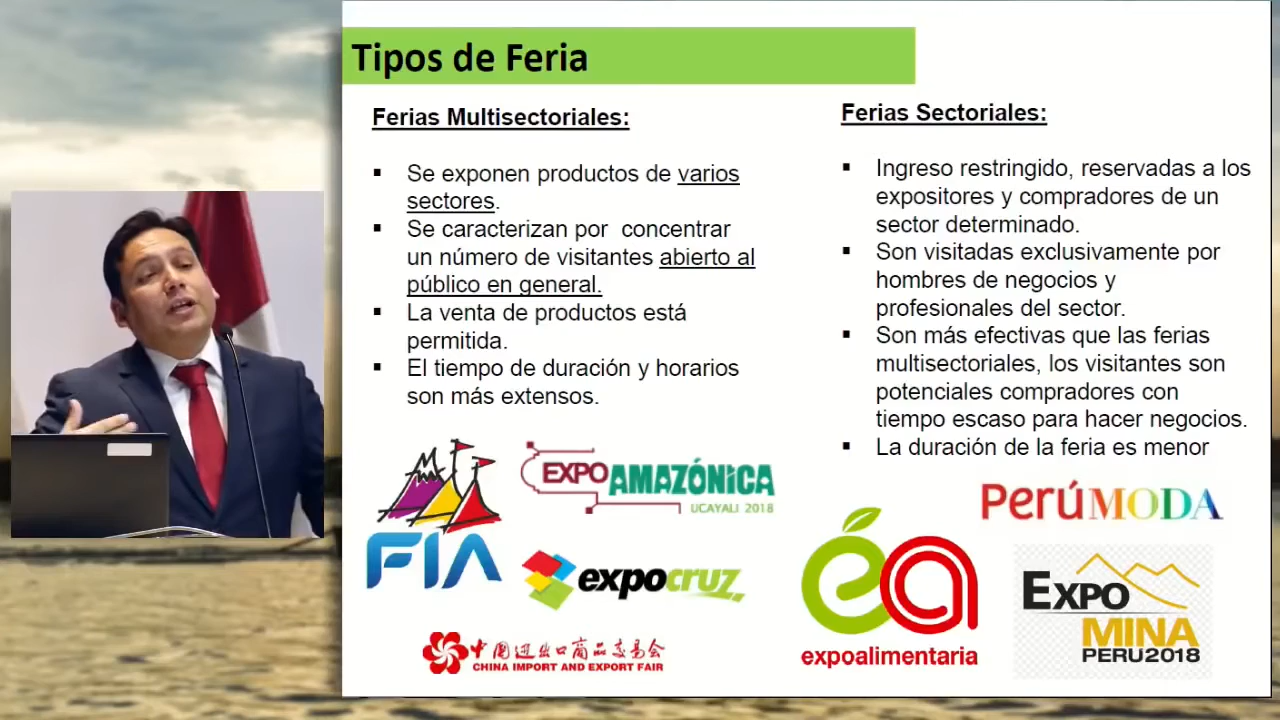 Tipos de Feria
Ferias Multisectoriales:
Se exponen productos de varios
sectores.
Se caracterizan por concentrar
un número de visitantes abierto al
público en general.
La venta de productos está
permitida.
El tiempo de duración y horarios
son más extensos.
FIA
EXPOAMAZÓNICA
UCAYALI 2018
expocruz
中国进出口商品交易会
CHINA IMPORT AND EXPORT FAIR
Ferias Sectoriales:
Ingreso restringido, reservadas a los
expositores y compradores de un
sector determinado.
Son visitadas exclusivamente por
hombres de negocios y
profesionales del sector.
Son más efectivas que las ferias
multisectoriales, los visitantes son
potenciales compradores con
tiempo escaso para hacer negocios.
La duración de la feria es menor
PerúMODA
éa
expoalimentaria
EXPO
MINA
PERU2018